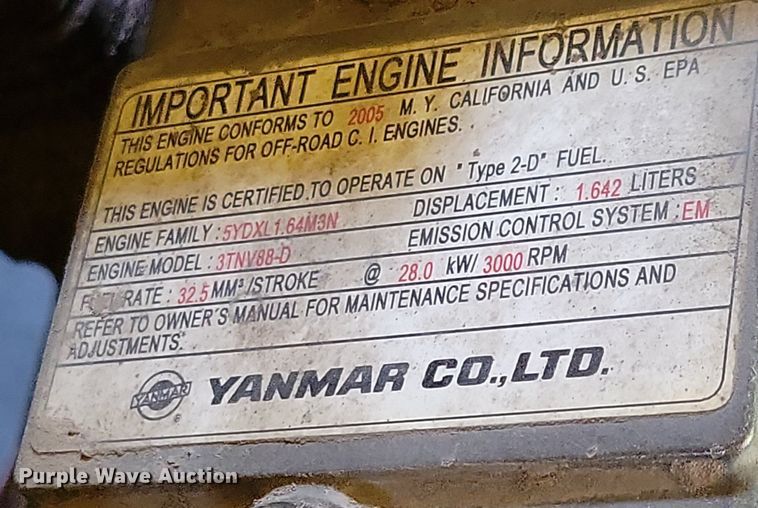 IMPORTANT ENGINE INFORMATION
THIS ENGINE CONFORMS TO 2005 M. Y. CALIFORNIA AND U. S. EPA
REGULATIONS FOR OFF-ROAD C. I. ENGINES.
THIS ENGINE IS CERTIFIED TO OPERATE ON "Type 2-D" FUEL.
ENGINE FAMILY : 5YDXL1.64M3N DISPLACEMENT : 1.642 LITERS
ENGINE MODEL : 3TNV88-D EMISSION CONTROL SYSTEM : EM
FUEL RATE : 32.5 MM³/STROKE @ 28.0 kW/ 3000 RPM
REFER TO OWNER'S MANUAL FOR MAINTENANCE SPECIFICATIONS AND
ADJUSTMENTS.
YANMAR YANMAR CO.,LTD.
Purple Wave Auction